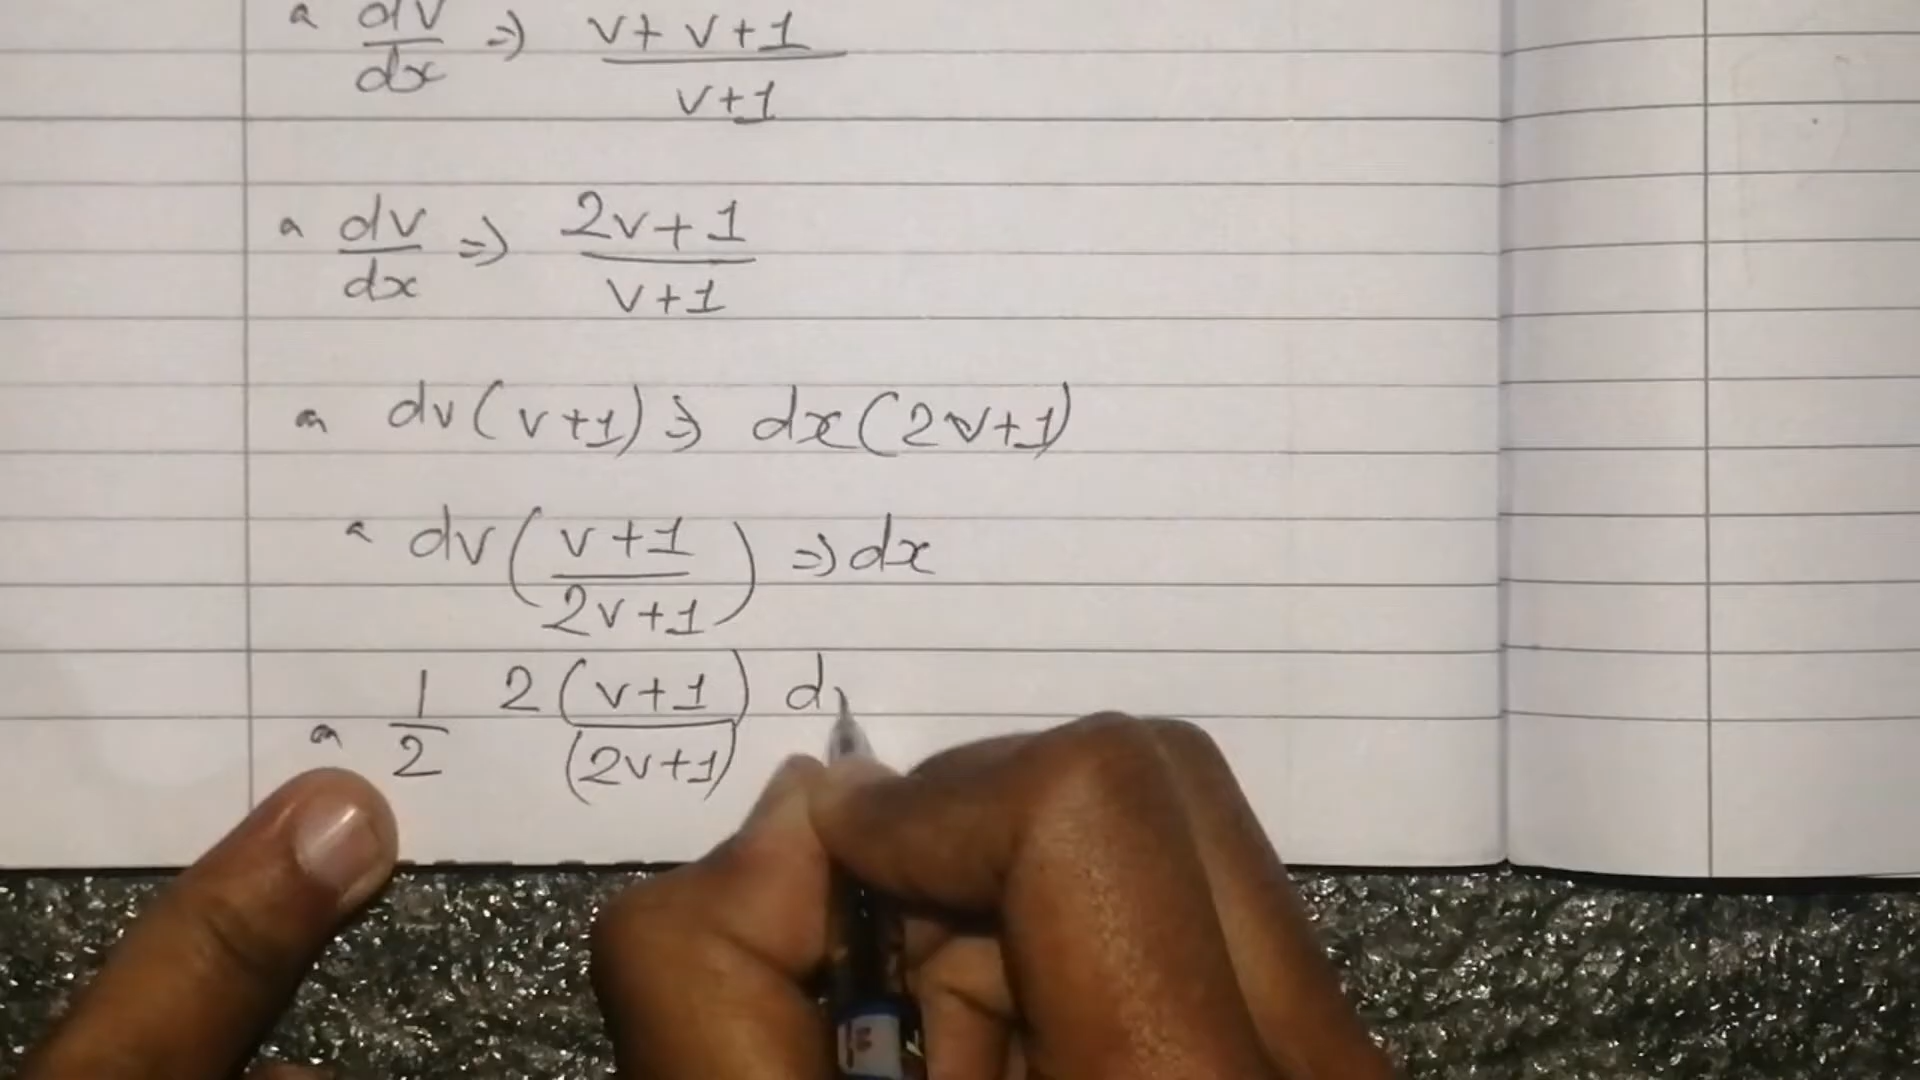 dv/dx ⇒ v+v+1/v+1
dv/dx ⇒ 2v+1/v+1
dv(v+1) ⇒ dx(2v+1)
dv(v+1/2v+1) ⇒ dx
1/2 2(v+1)/(2v+1) d